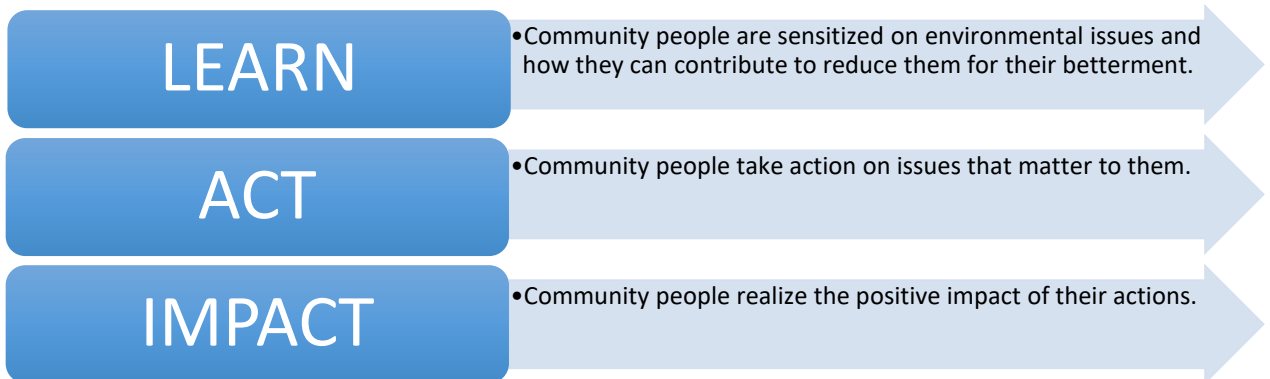 LEARN
•Community people are sensitized on environmental issues and
how they can contribute to reduce them for their betterment.
ACT
•Community people take action on issues that matter to them.
IMPACT
•Community people realize the positive impact of their actions.